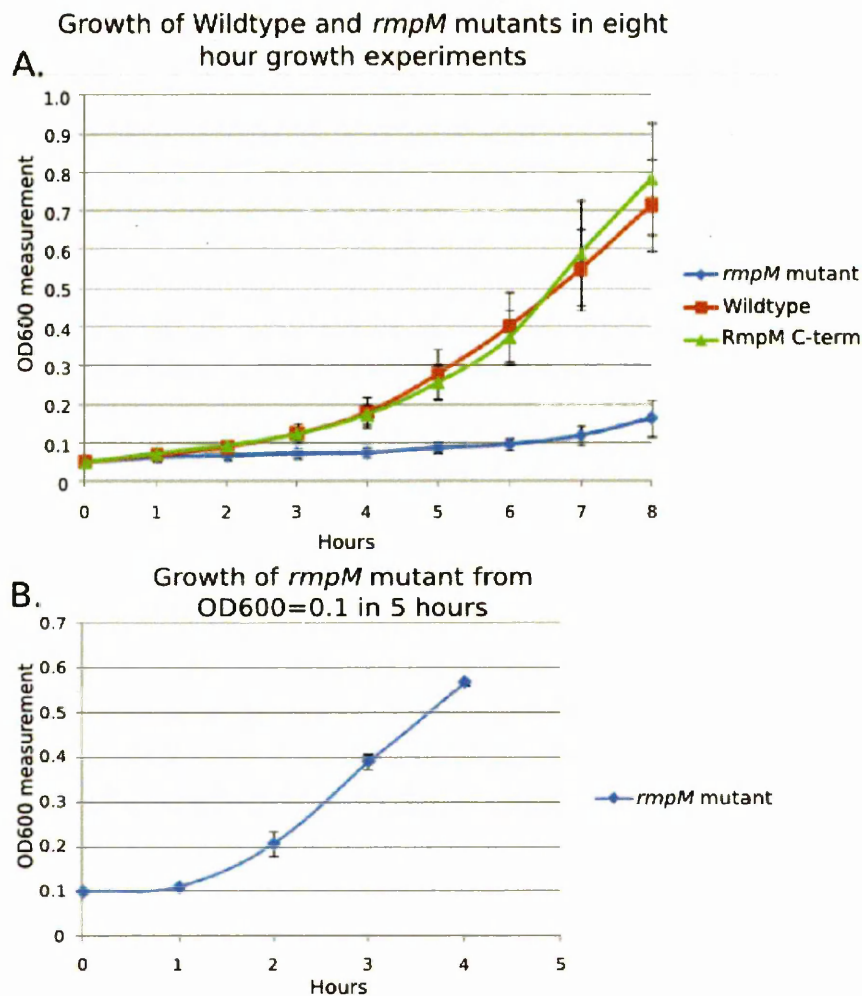 Growth of Wildtype and rmpM mutants in eight
hour growth experiments
A.
1.0
0.9
0.8
0.7
0.6
0.5
0.4
0.3
0.2
0.1
0
OD600 measurement
0 1 2 3 4 5 6 7 8
Hours
rmpM mutant
Wildtype
RmpM C-term
B.
Growth of rmpM mutant from
OD600=0.1 in 5 hours
0.7
0.6
0.5
0.4
0.3
0.2
0.1
0
OD600 measurement
0 1 2 3 4 5
Hours
rmpM mutant